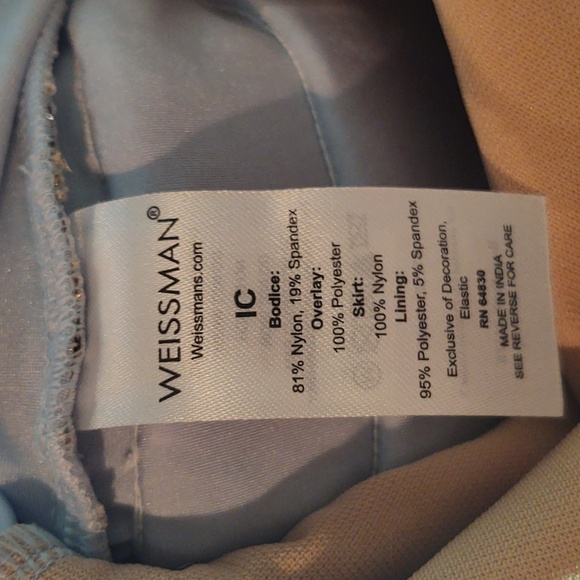 WEISSMAN®
Weissmans.com
IC
Bodice:
81% Nylon, 19% Spandex
Overlay:
100% Polyester
Skirt:
100% Nylon
Lining:
95% Polyester, 5% Spandex
Exclusive of Decoration,
Elastic
RN 64830
MADE IN INDIA
SEE REVERSE FOR CARE